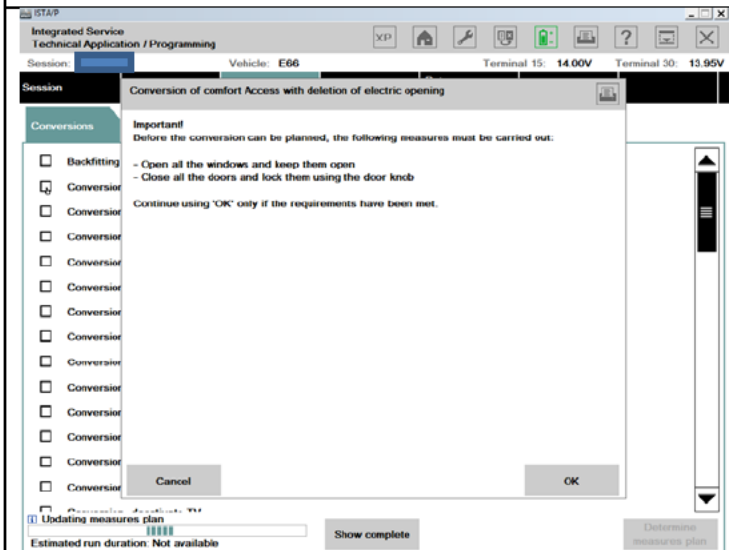 ISTA/P
Integrated Service
Technical Application / Programming
XP
?
Session:
Vehicle: E66
Terminal 15: 14.00V
Terminal 30: 13.95V
Session
Conversion of comfort Access with deletion of electric opening
Conversions
Important!
Before the conversion can be planned, the following measures must be carried out:
- Open all the windows and keep them open
- Close all the doors and lock them using the door knob
Continue using 'OK' only if the requirements have been met.
Backfitting
Conversion
Conversion
Conversion
Conversion
Conversion
Conversion
Conversion
Conversion
Conversion
Conversion
Conversion
Conversion
Conversion
Cancel
OK
Updating measures plan
Estimated run duration: Not available
Show complete
Determine
measures plan